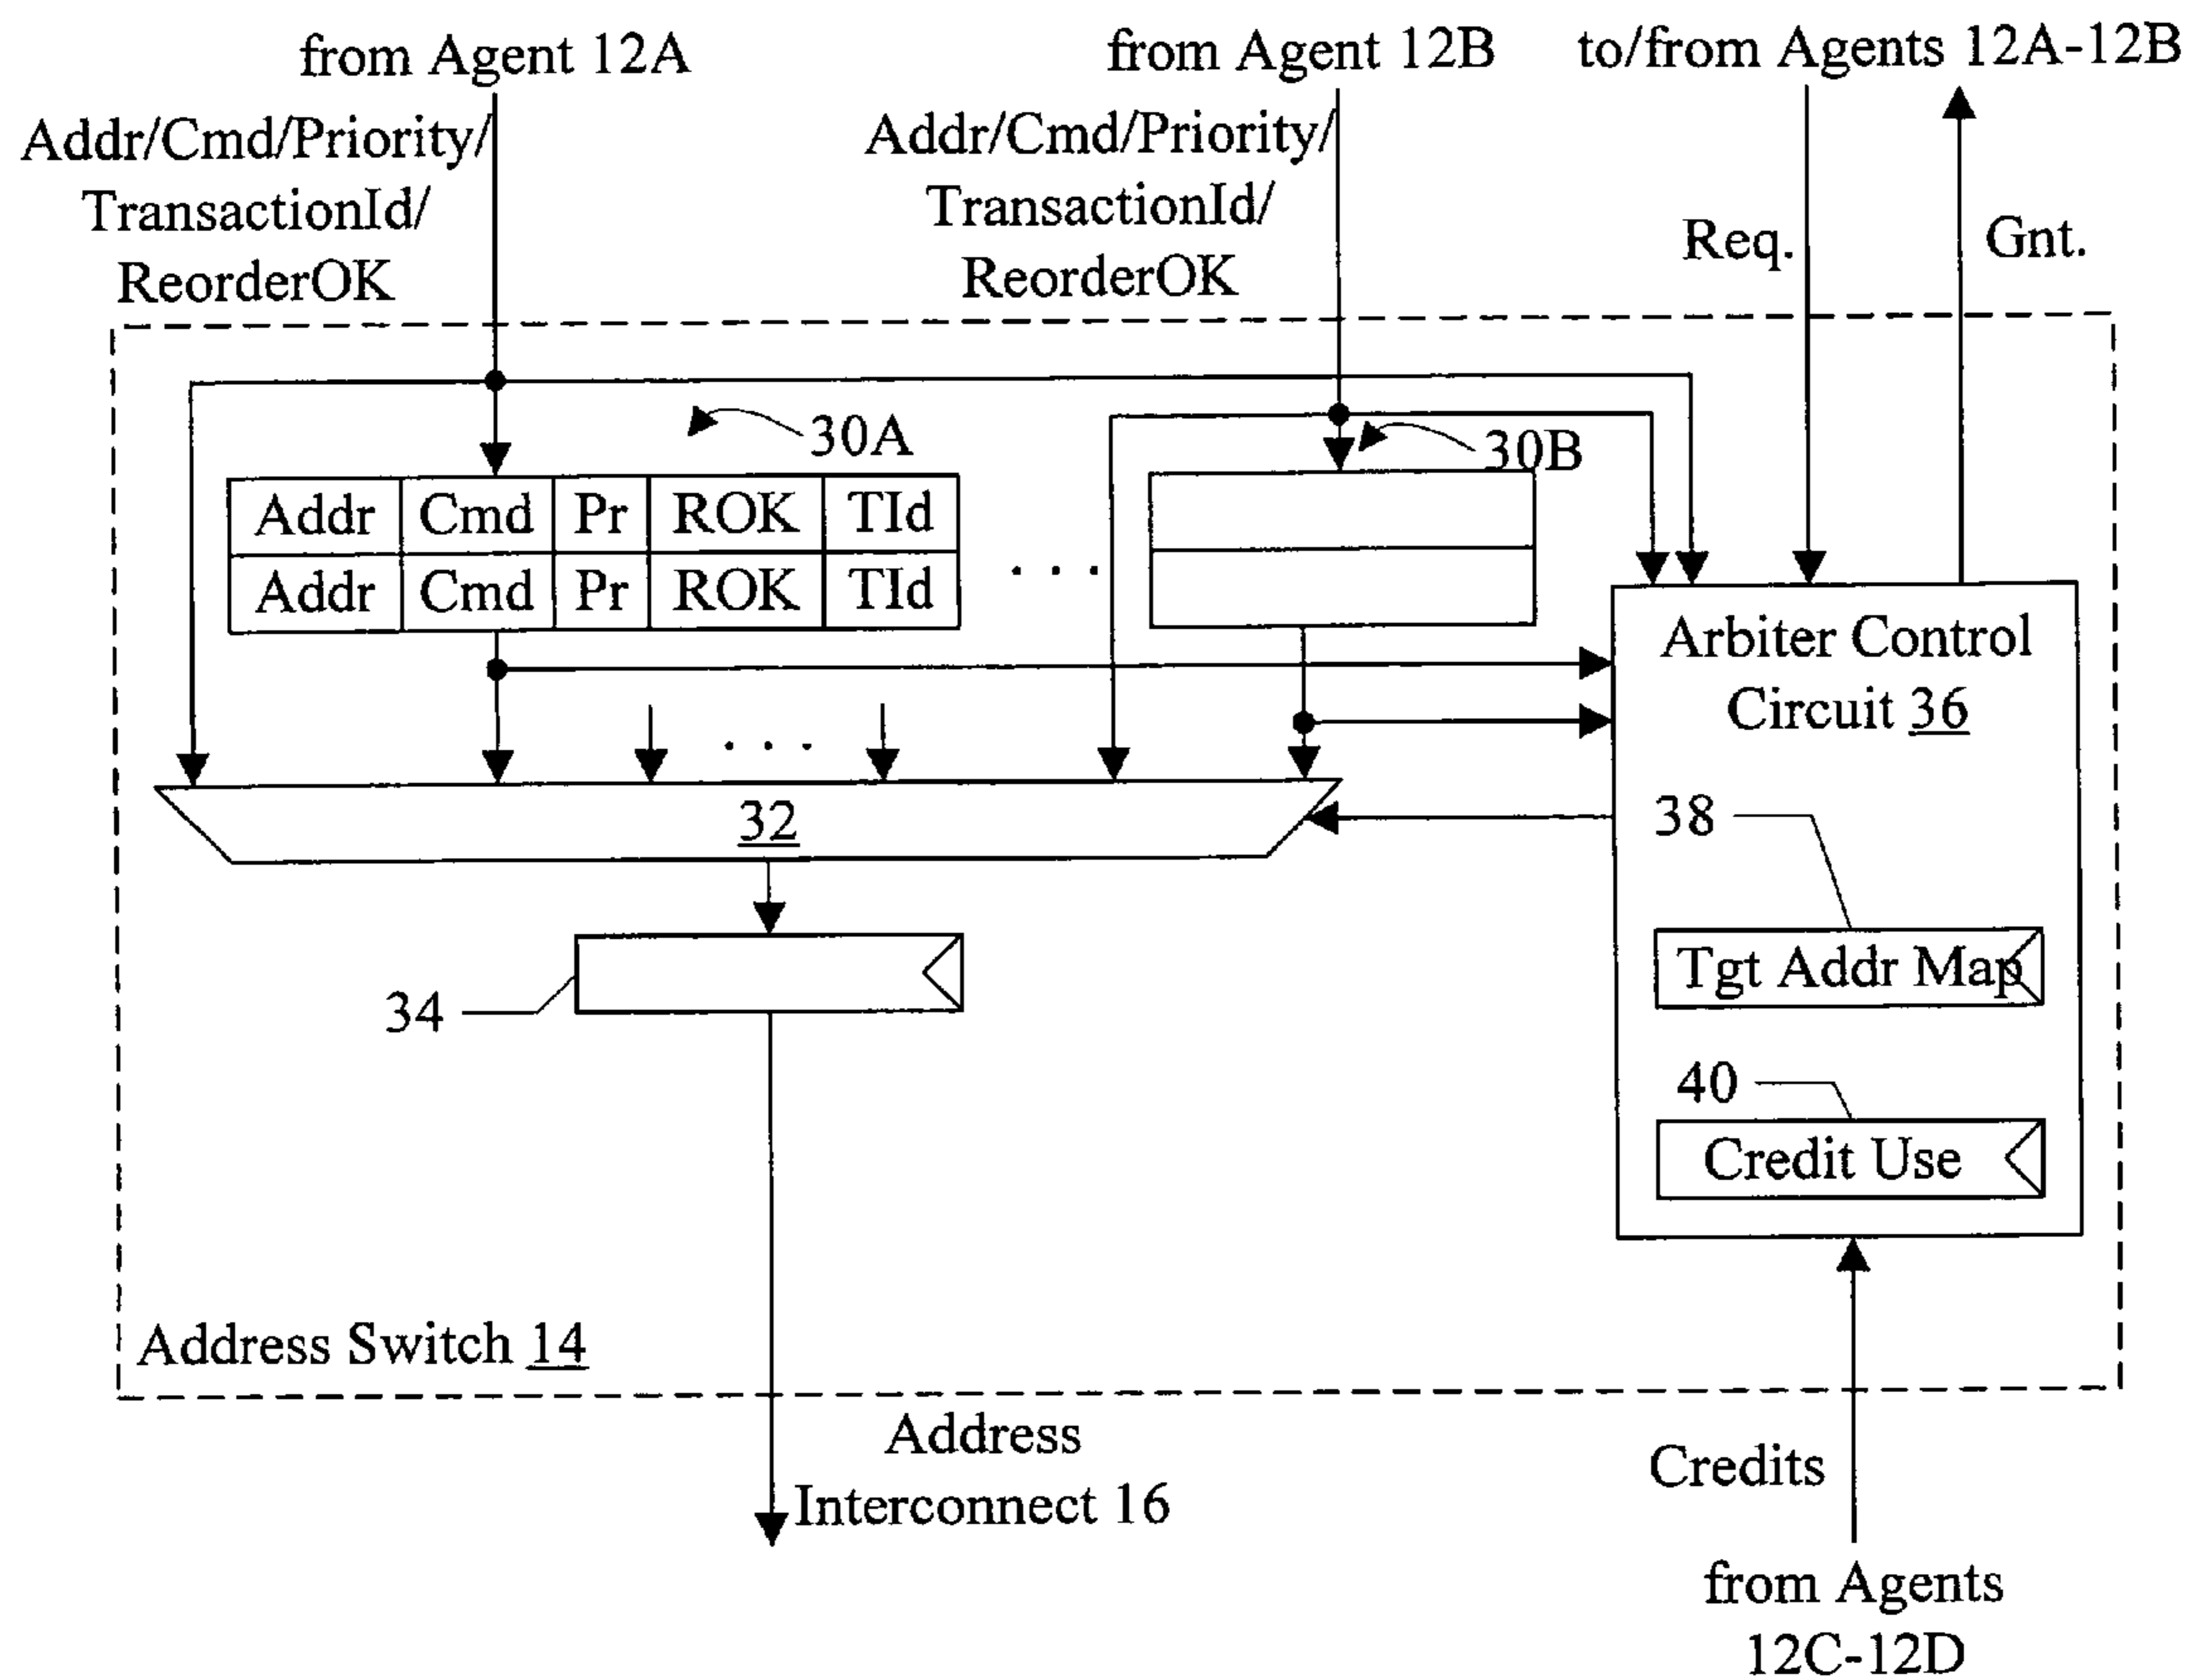 from Agent 12A
from Agent 12B
to/from Agents 12A-12B
Addr/Cmd/Priority/
TransactionId/
ReorderOK
Addr/Cmd/Priority/
TransactionId/
ReorderOK
Req.
Gnt.
30A
30B
Addr Cmd Pr ROK TId
Addr Cmd Pr ROK TId
. . .
Arbiter Control
Circuit 36
. . .
32
38
Tgt Addr Map
34
40
Credit Use
Address Switch 14
Address
Interconnect 16
Credits
from Agents
12C-12D